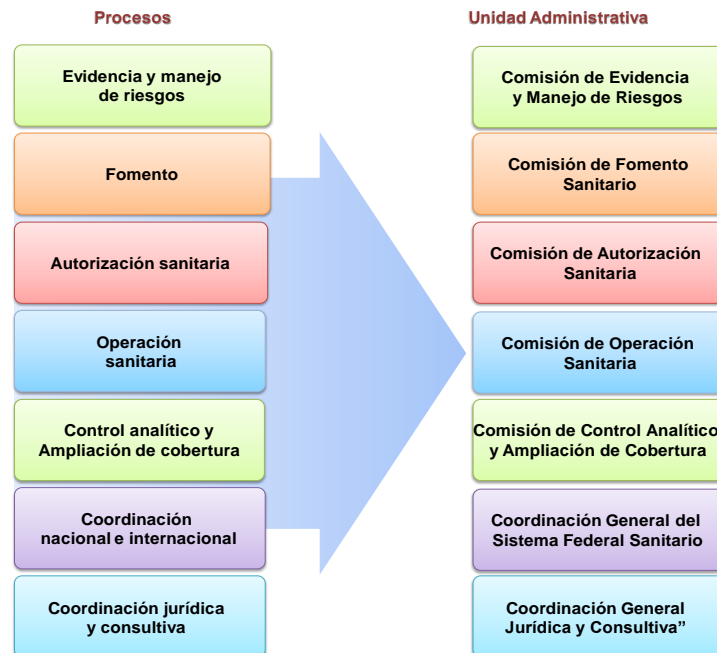 Procesos
Unidad Administrativa
Evidencia y manejo
de riesgos
Comisión de Evidencia
y Manejo de Riesgos
Fomento
Comisión de Fomento
Sanitario
Autorización sanitaria
Comisión de Autorización
Sanitaria
Operación
sanitaria
Comisión de Operación
Sanitaria
Control analítico y
Ampliación de cobertura
Comisión de Control Analítico
y Ampliación de Cobertura
Coordinación
nacional e internacional
Coordinación General del
Sistema Federal Sanitario
Coordinación jurídica
y consultiva
Coordinación General
Jurídica y Consultiva”